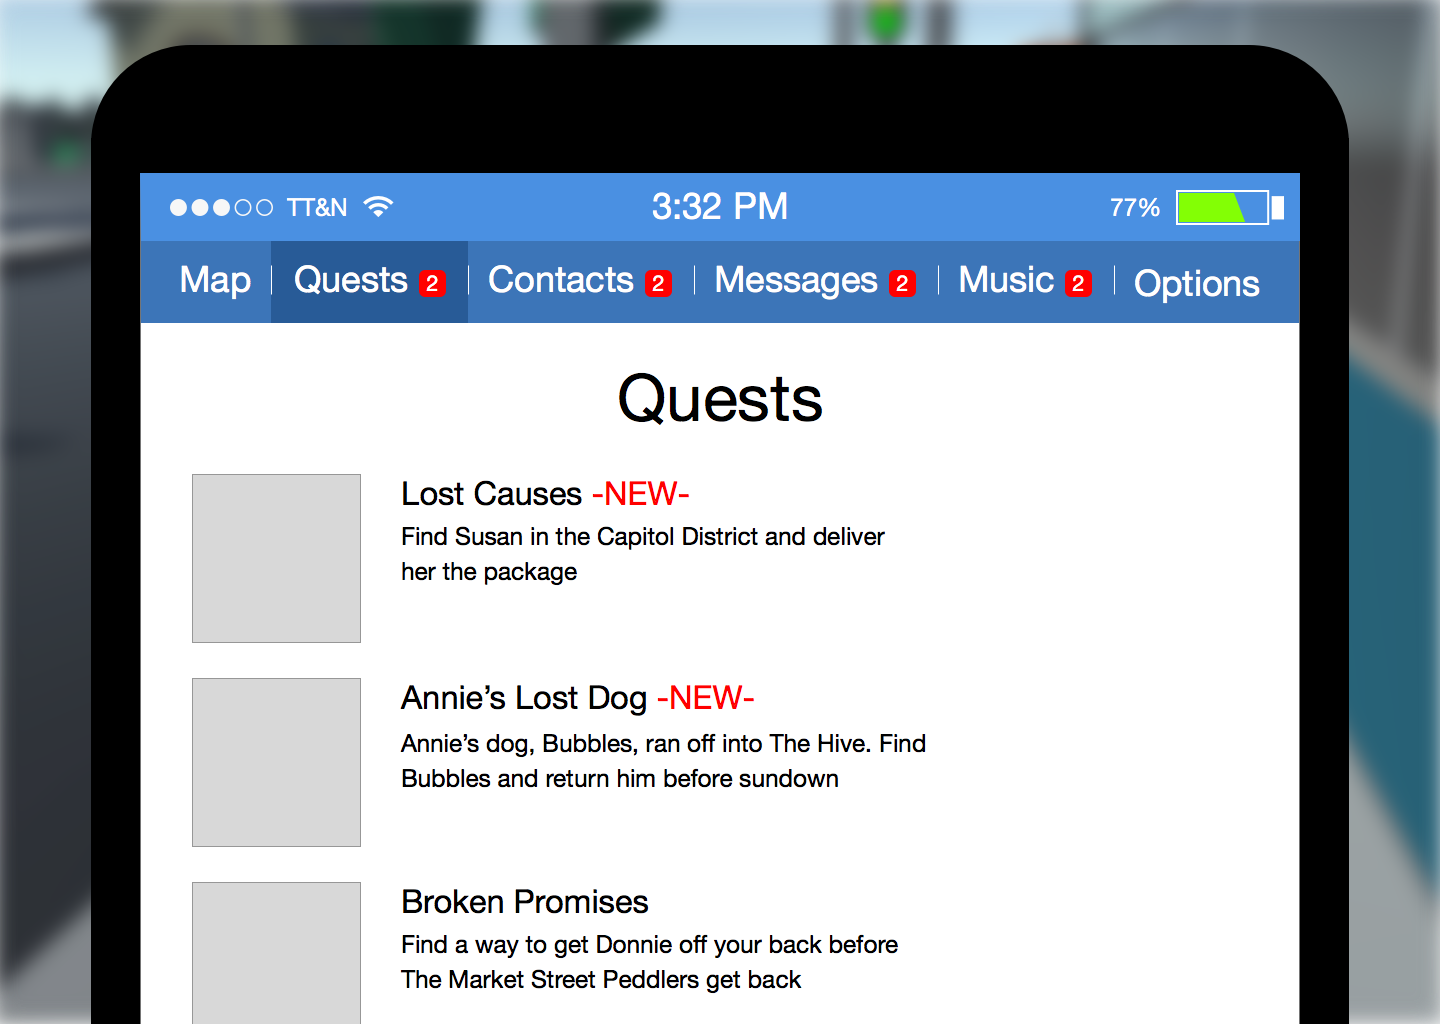 TT&N 3:32 PM 77%
Map Quests 2 Contacts 2 Messages 2 Music 2 Options
Quests
Lost Causes -NEW-
Find Susan in the Capitol District and deliver
her the package
Annie’s Lost Dog -NEW-
Annie’s dog, Bubbles, ran off into The Hive. Find
Bubbles and return him before sundown
Broken Promises
Find a way to get Donnie off your back before
The Market Street Peddlers get back